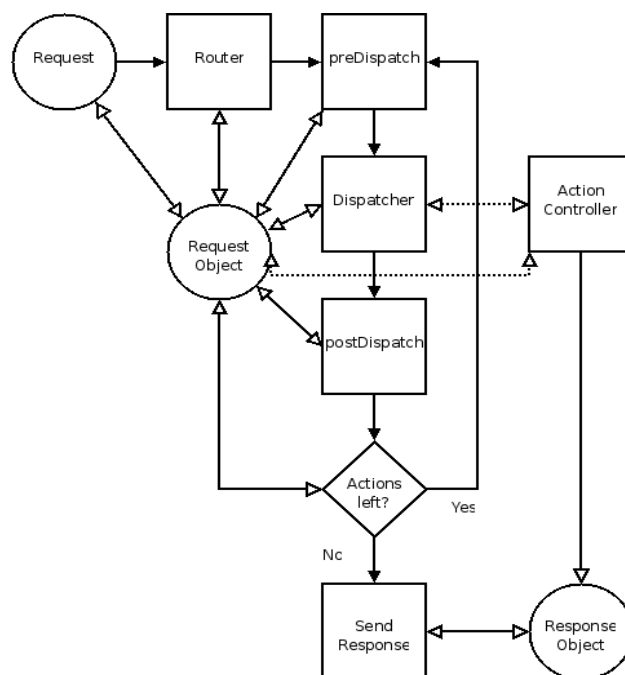 Request
Router
preDispatch
Dispatcher
Action
Controller
Request
Object
postDispatch
Actions
left?
Yes
No
Send
Response
Response
Object